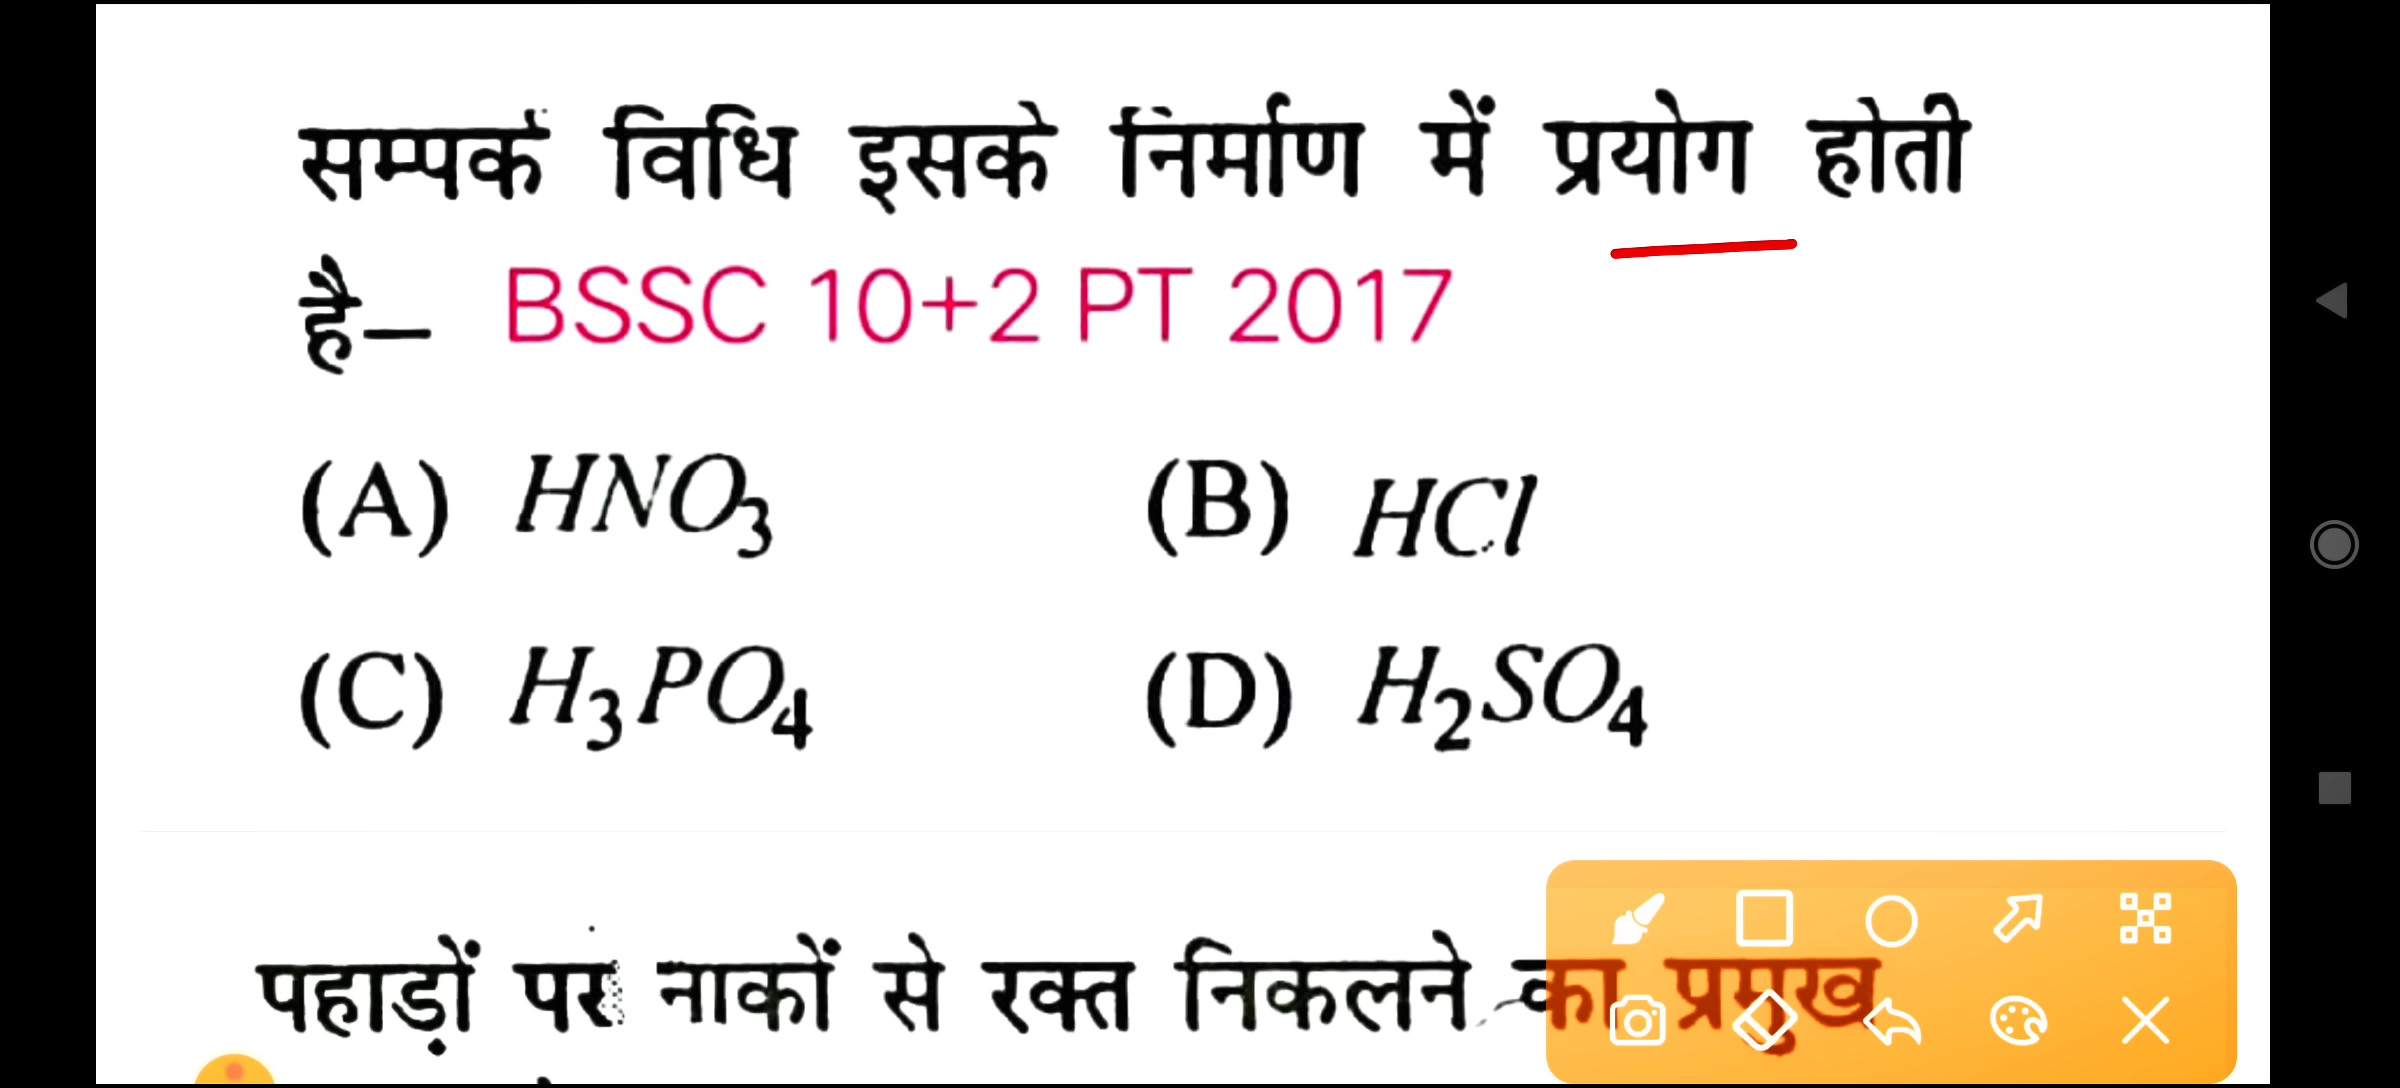 सम्पर्क विधि इसके निर्माण में प्रयोग होती
है— BSSC 10+2 PT 2017
(A) HNO₃ (B) HCl
(C) H₃PO₄ (D) H₂SO₄
पहाड़ों पर नाकों से रक्त निकलने का प्रमुख